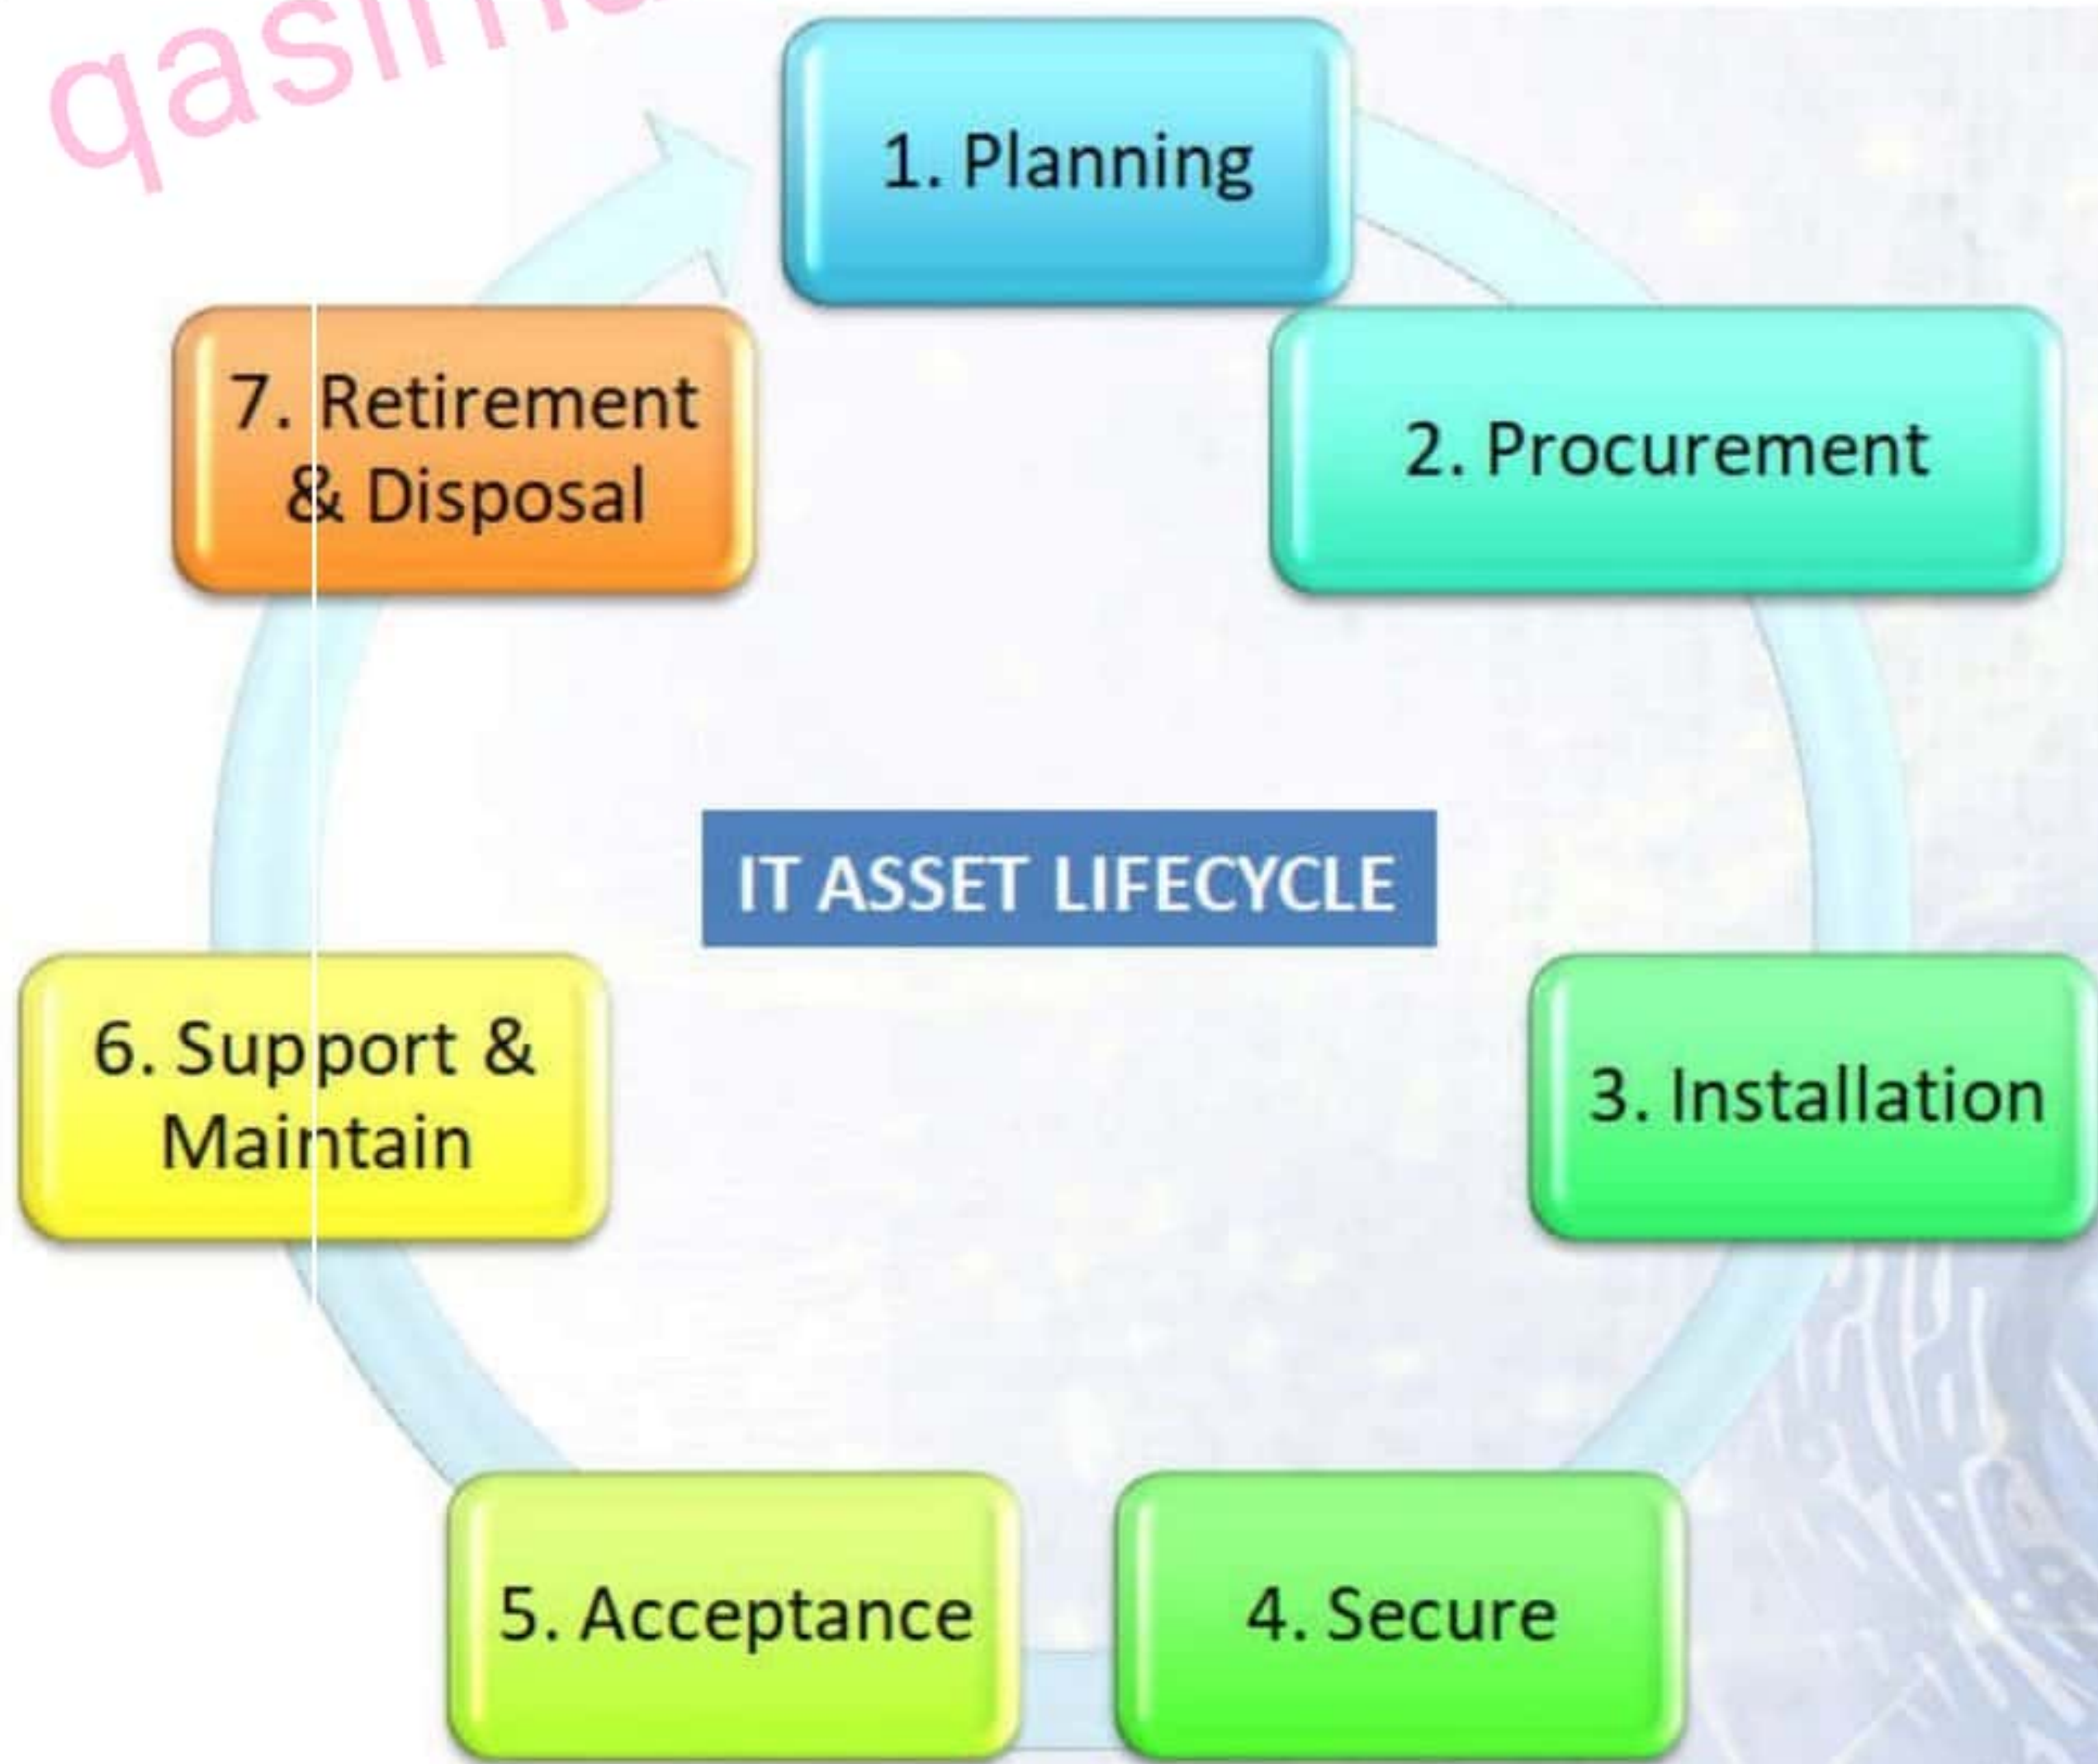 1. Planning
2. Procurement
3. Installation
4. Secure
5. Acceptance
6. Support &
Maintain
7. Retirement
& Disposal
IT ASSET LIFECYCLE